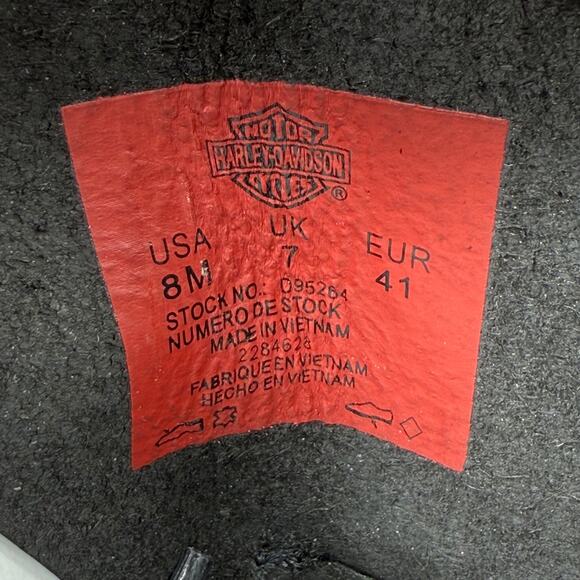 MOTOR
HARLEY-DAVIDSON
CYCLES
®
USA UK EUR
8M 7 41
STOCK NO.: D95264
NUMERO DE STOCK
MADE IN VIETNAM
2284628
FABRIQUE EN VIETNAM
HECHO EN VIETNAM